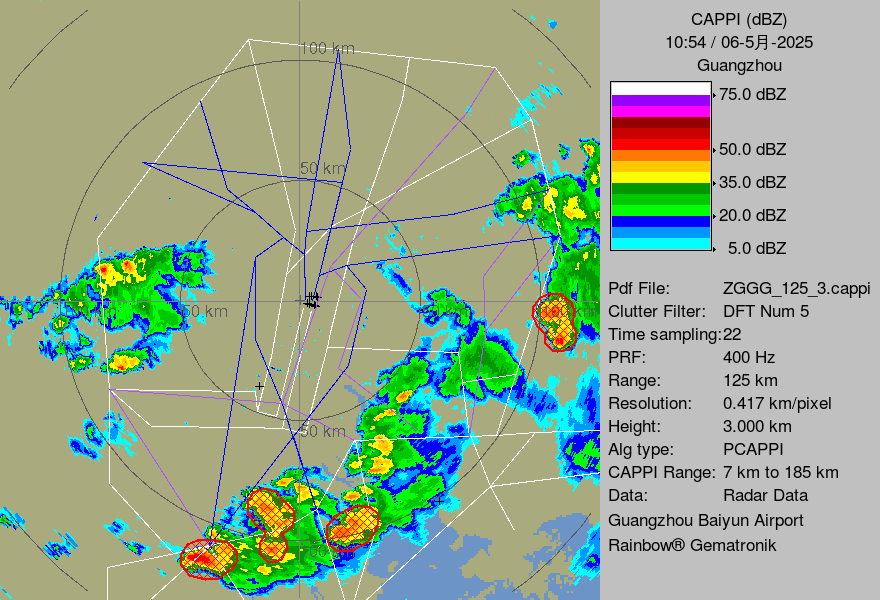 CAPPI (dBZ)
10:54 / 06-5月-2025
Guangzhou
75.0 dBZ
50.0 dBZ
35.0 dBZ
20.0 dBZ
5.0 dBZ
Pdf File: ZGGG_125_3.cappi
Clutter Filter: DFT Num 5
Time sampling:22
PRF: 400 Hz
Range: 125 km
Resolution: 0.417 km/pixel
Height: 3.000 km
Alg type: PCAPPI
CAPPI Range: 7 km to 185 km
Data: Radar Data
Guangzhou Baiyun Airport
Rainbow® Gematronik
100 km
50 km
50 km
50 km